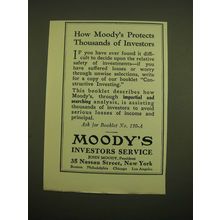 How Moody's Protects
Thousands of Investors
IF you have ever found it diffi-
cult to decide upon the relative
safety of investments—if you
have suffered losses or worry
through unwise selections, write
for a copy of our booklet "Con-
structive Investing."
This booklet describes how
Moody's, through impartial and
searching analysis, is assisting
thousands of investors to avoid
serious losses of income and
principal.
Ask for Booklet No. 110-A
MOODY'S
INVESTORS SERVICE
JOHN MOODY, President
35 Nassau Street, New York
Boston Philadelphia Chicago Los Angeles